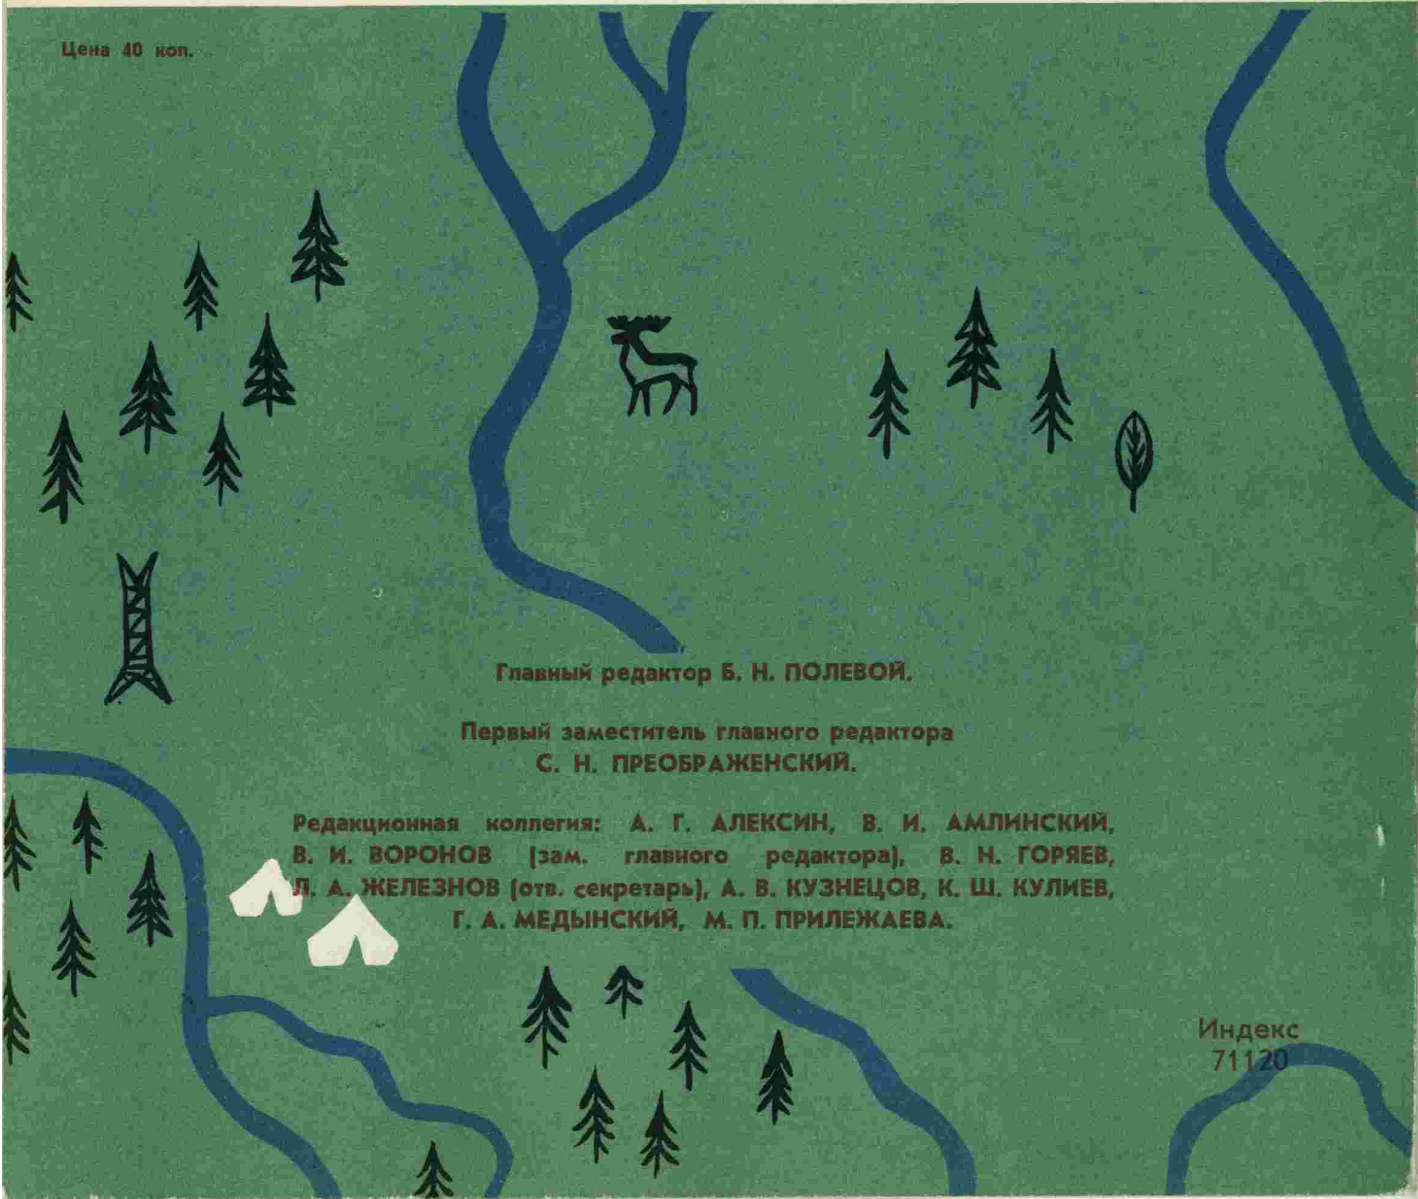 Цена 40 коп.
Главный редактор Б. Н. ПОЛЕВОЙ.
Первый заместитель главного редактора
С. Н. ПРЕОБРАЖЕНСКИЙ.
Редакционная коллегия: А. Г. АЛЕКСИН, В. И. АМЛИНСКИЙ,
В. И. ВОРОНОВ (зам. главного редактора), В. Н. ГОРЯЕВ,
Л. А. ЖЕЛЕЗНОВ (отв. секретарь), А. В. КУЗНЕЦОВ, К. Ш. КУЛИЕВ,
Г. А. МЕДЫНСКИЙ, М. П. ПРИЛЕЖАЕВА.
Индекс
71120